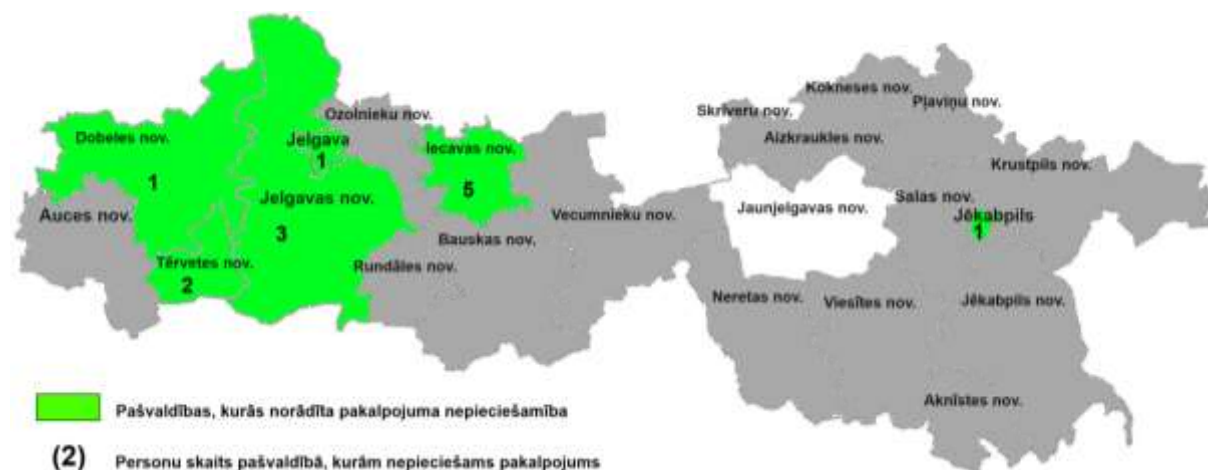 Kokneses nov.
Skrīveru nov.
Pļaviņu nov.
Ozolnieku nov.
Dobeles nov.
Jelgava
1
Iecavas nov.
5
Aizkraukles nov.
Krustpils nov.
1
Jelgavas nov.
3
Auces nov.
Vecumnieku nov.
Jaunjelgavas nov.
Salas nov.
Jēkabpils
1
Bauskas nov.
Tērvetes nov.
2
Rundāles nov.
Neretas nov.
Viesītes nov.
Jēkabpils nov.
Aknīstes nov.
Pašvaldības, kurās norādīta pakalpojuma nepieciešamība
(2) Personu skaits pašvaldībā, kurām nepieciešams pakalpojums